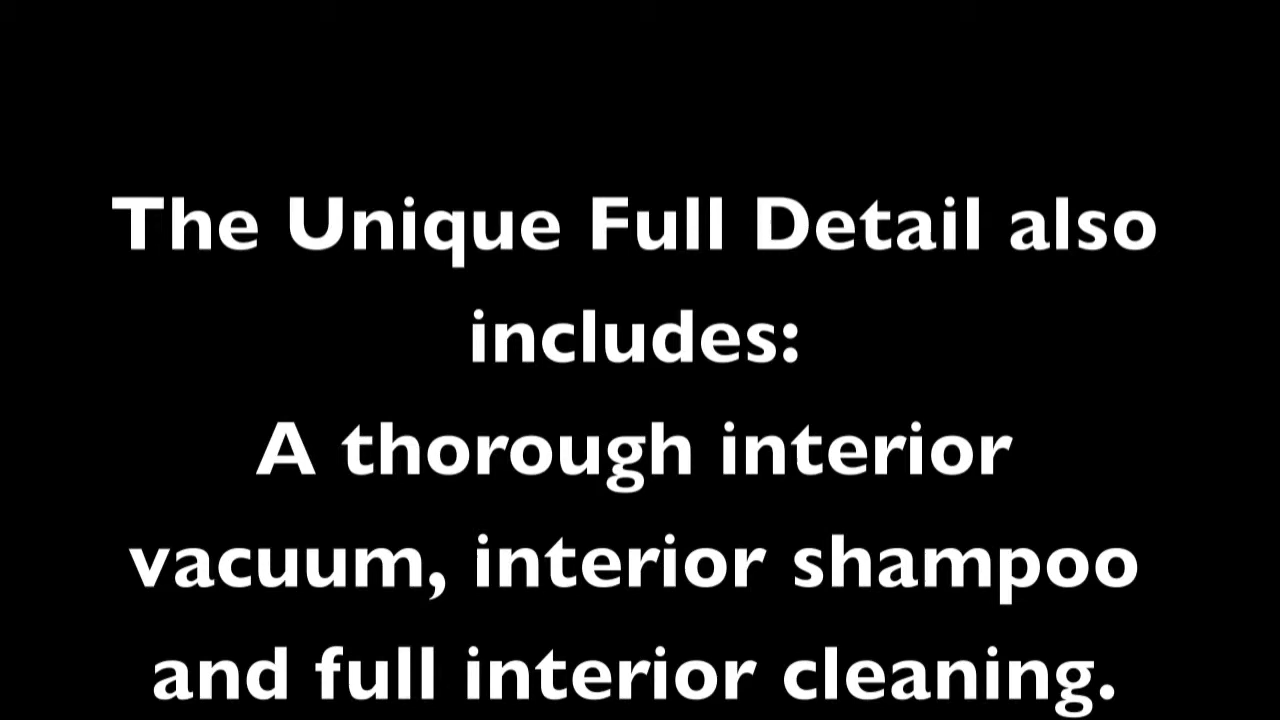 The Unique Full Detail also
includes:
A thorough interior
vacuum, interior shampoo
and full interior cleaning.